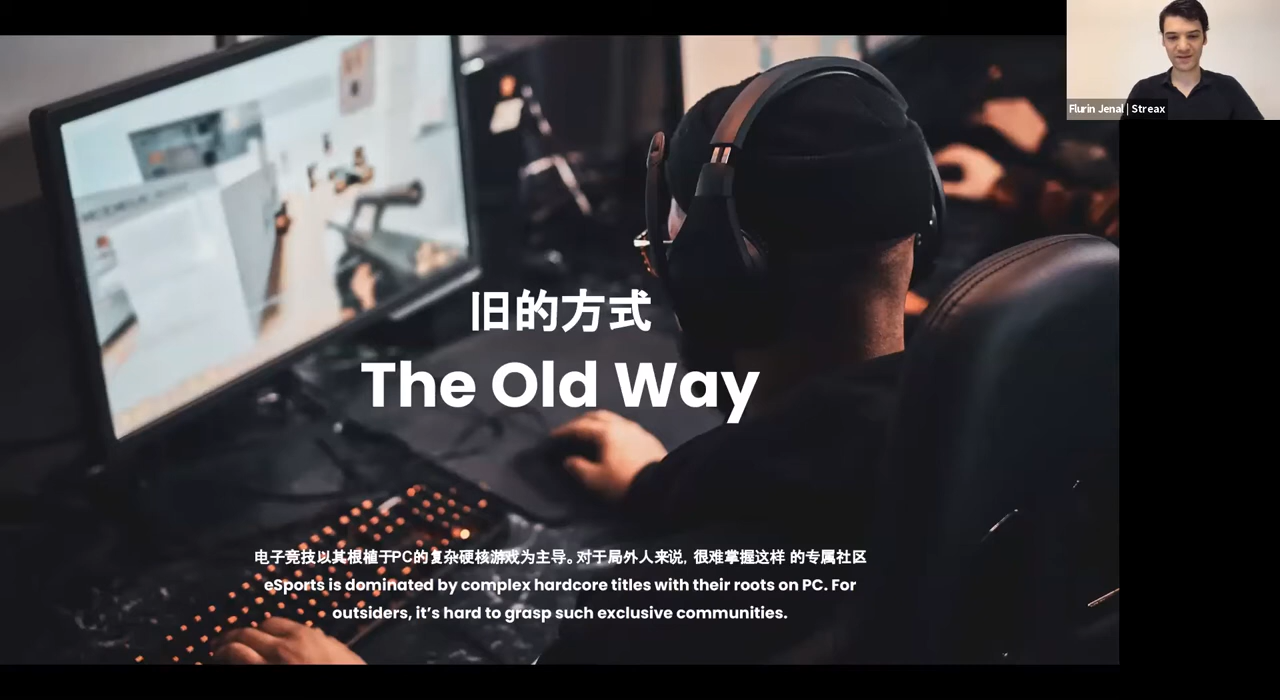 Flurin Jenal | Streax
旧的方式
The Old Way
电子竞技以其根植于PC的复杂硬核游戏为主导。对于局外人来说, 很难掌握这样 的专属社区
eSports is dominated by complex hardcore titles with their roots on PC. For
outsiders, it’s hard to grasp such exclusive communities.